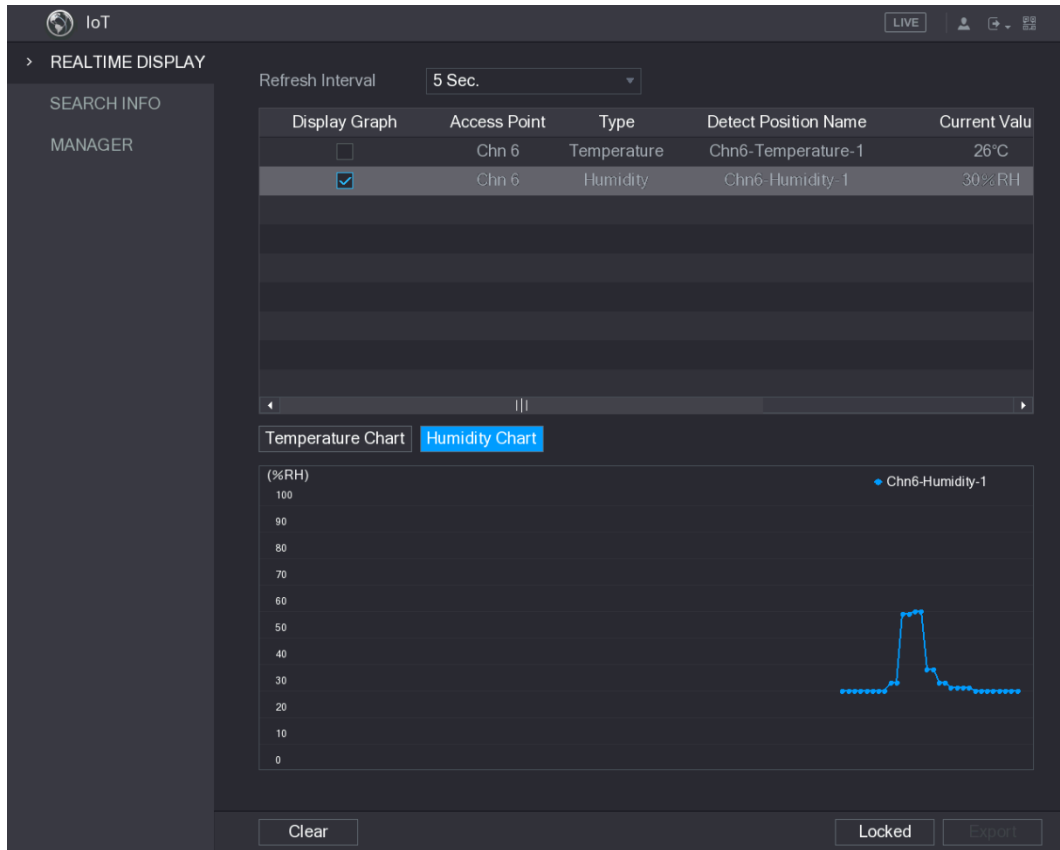 IoT
LIVE
REALTIME DISPLAY
SEARCH INFO
MANAGER
Refresh Interval 5 Sec.
Display Graph Access Point Type Detect Position Name Current Valu
Chn 6 Temperature Chn6-Temperature-1 26°C
Chn 6 Humidity Chn6-Humidity-1 30%RH
Temperature Chart Humidity Chart
(%RH)
Chn6-Humidity-1
100
90
80
70
60
50
40
30
20
10
0
Clear Locked Export